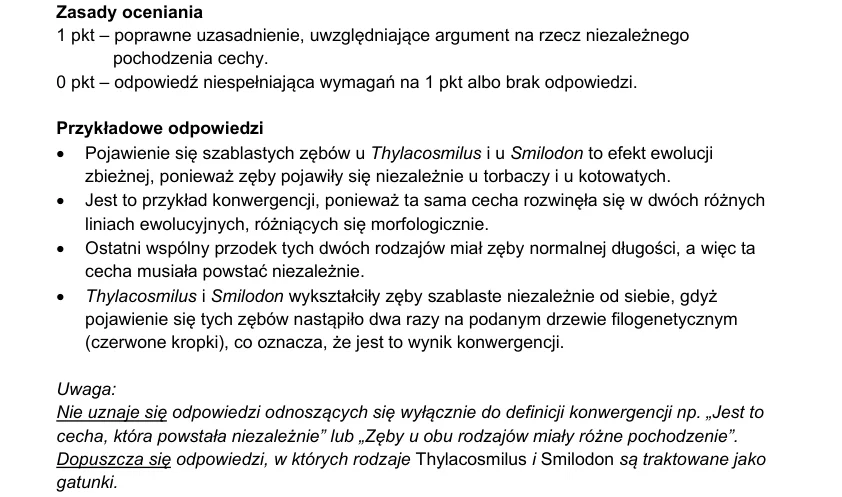 Zasady oceniania
1 pkt – poprawne uzasadnienie, uwzględniające argument na rzecz niezależnego
pochodzenia cechy.
0 pkt – odpowiedź niespełniająca wymagań na 1 pkt albo brak odpowiedzi.
Przykładowe odpowiedzi
• Pojawienie się szablastych zębów u Thylacosmilus i u Smilodon to efekt ewolucji
zbieżnej, ponieważ zęby pojawiły się niezależnie u torbaczy i u kotowatych.
• Jest to przykład konwergencji, ponieważ ta sama cecha rozwinęła się w dwóch różnych
liniach ewolucyjnych, różniących się morfologicznie.
• Ostatni wspólny przodek tych dwóch rodzajów miał zęby normalnej długości, a więc ta
cecha musiała powstać niezależnie.
• Thylacosmilus i Smilodon wykształciły zęby szablaste niezależnie od siebie, gdyż
pojawienie się tych zębów nastąpiło dwa razy na podanym drzewie filogenetycznym
(czerwone kropki), co oznacza, że jest to wynik konwergencji.
Uwaga:
Nie uznaje się odpowiedzi odnoszących się wyłącznie do definicji konwergencji np. „Jest to
cecha, która powstała niezależnie” lub „Zęby u obu rodzajów miały różne pochodzenie”.
Dopuszcza się odpowiedzi, w których rodzaje Thylacosmilus i Smilodon są traktowane jako
gatunki.